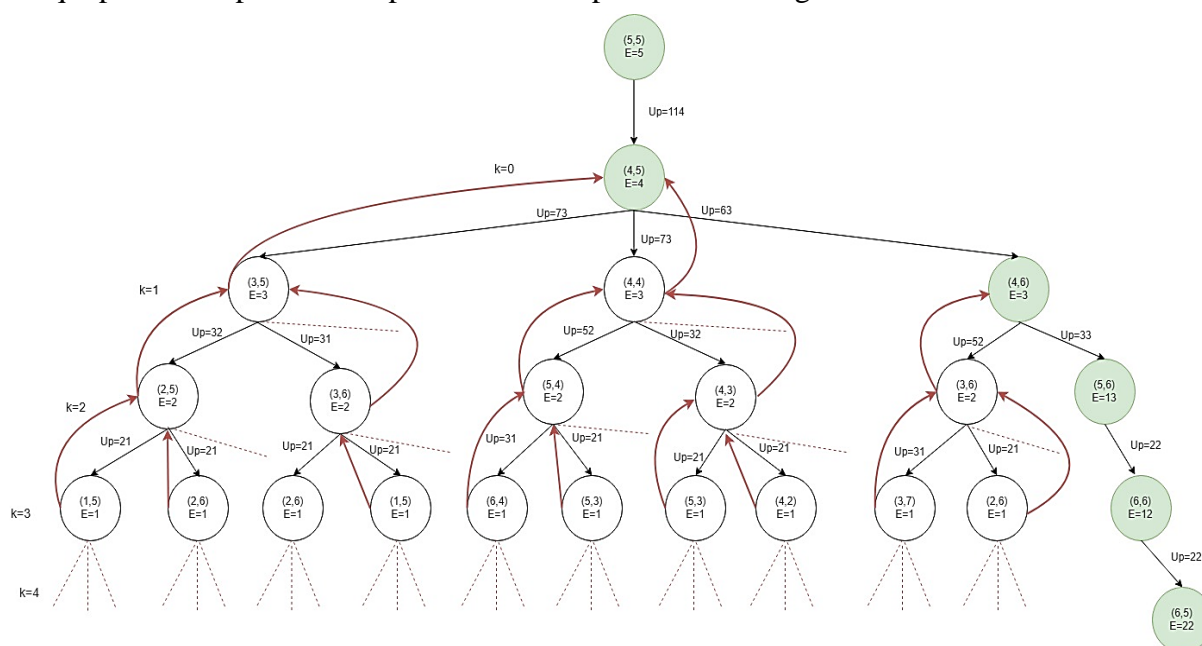 (5,5)
E=5
Up=114
k=0
(4,5)
E=4
Up=73
Up=73
Up=63
k=1
(3,5)
E=3
(4,4)
E=3
(4,6)
E=3
Up=32
Up=31
Up=52
Up=32
Up=52
Up=33
k=2
(2,5)
E=2
(3,6)
E=2
(5,4)
E=2
(4,3)
E=2
(3,6)
E=2
(5,6)
E=13
Up=21
Up=21
Up=21
Up=21
Up=31
Up=21
Up=21
Up=21
Up=31
Up=21
Up=22
k=3
(1,5)
E=1
(2,6)
E=1
(2,6)
E=1
(1,5)
E=1
(6,4)
E=1
(5,3)
E=1
(5,3)
E=1
(4,2)
E=1
(3,7)
E=1
(2,6)
E=1
(6,6)
E=12
Up=22
k=4
(6,5)
E=22